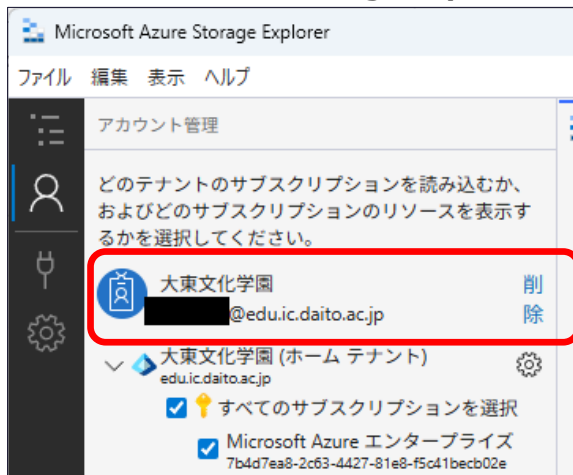 Microsoft Azure Storage Explorer
ファイル 編集 表示 ヘルプ
アカウント管理
どのテナントのサブスクリプションを読み込むか、
およびどのサブスクリプションのリソースを表示す
るかを選択してください。
大東文化学園 削
@edu.ic.daito.ac.jp 除
大東文化学園 (ホーム テナント)
edu.ic.daito.ac.jp
すべてのサブスクリプションを選択
Microsoft Azure エンタープライズ
7b4d7ea8-2c63-4427-81e8-f5c41becb02e